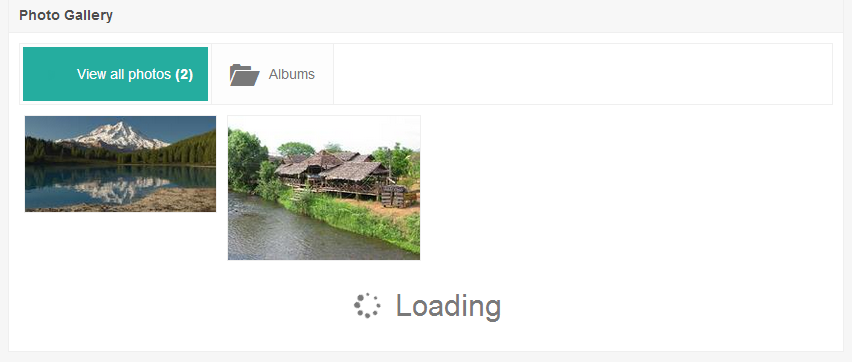 Photo Gallery
View all photos (2)
Albums
Loading